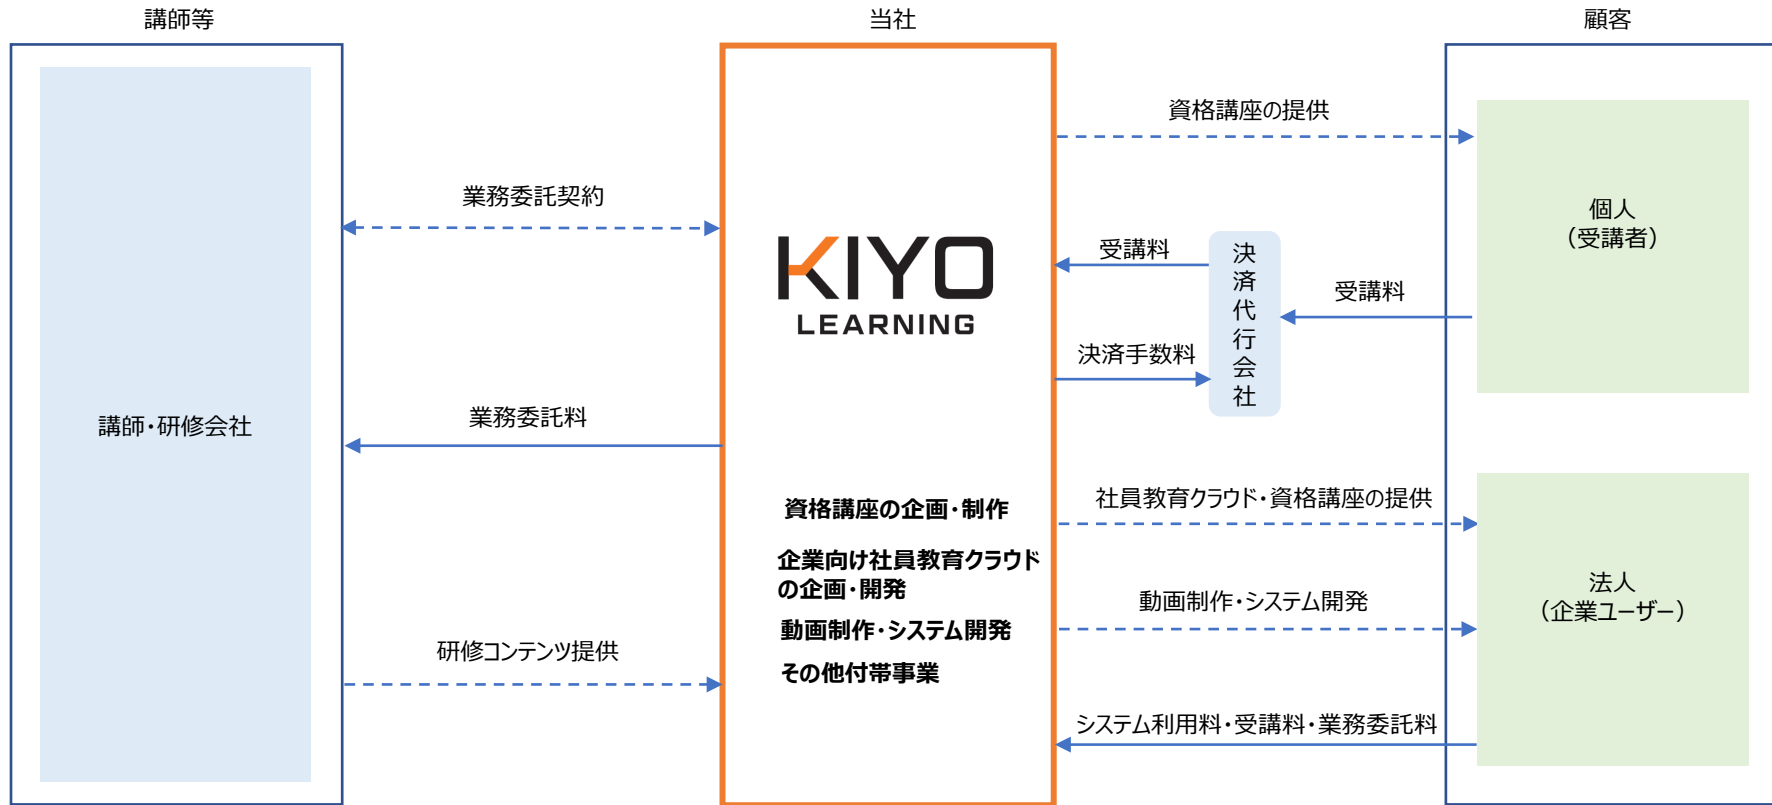 講師等
当社
顧客
講師・研修会社
業務委託契約
業務委託料
研修コンテンツ提供
KIYO
LEARNING
資格講座の企画・制作
企業向け社員教育クラウド
の企画・開発
動画制作・システム開発
その他付帯事業
資格講座の提供
受講料
決済手数料
決済代行会社
受講料
社員教育クラウド・資格講座の提供
動画制作・システム開発
システム利用料・受講料・業務委託料
個人
（受講者）
法人
（企業ユーザー）